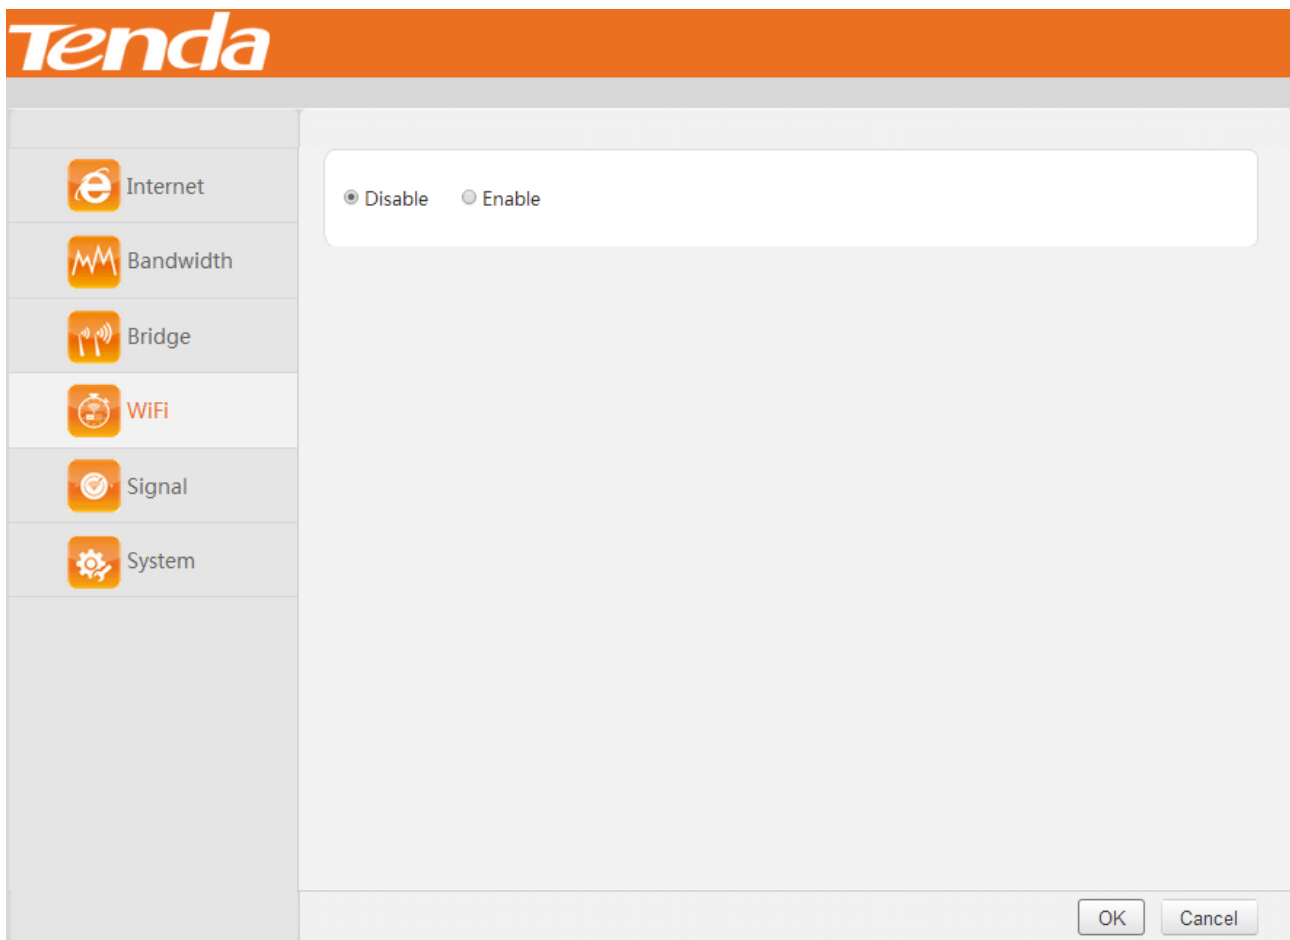 Tenda
Internet
Disable Enable
Bandwidth
Bridge
WiFi
Signal
System
OK Cancel